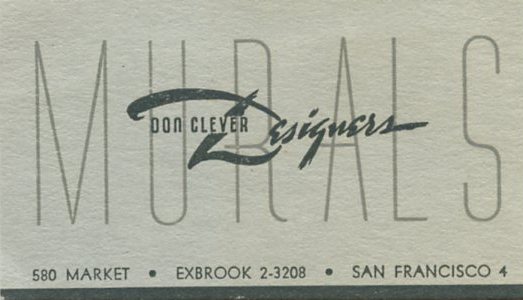 MURALS
DON CLEVER Designers
580 MARKET • EXBROOK 2-3208 • SAN FRANCISCO 4